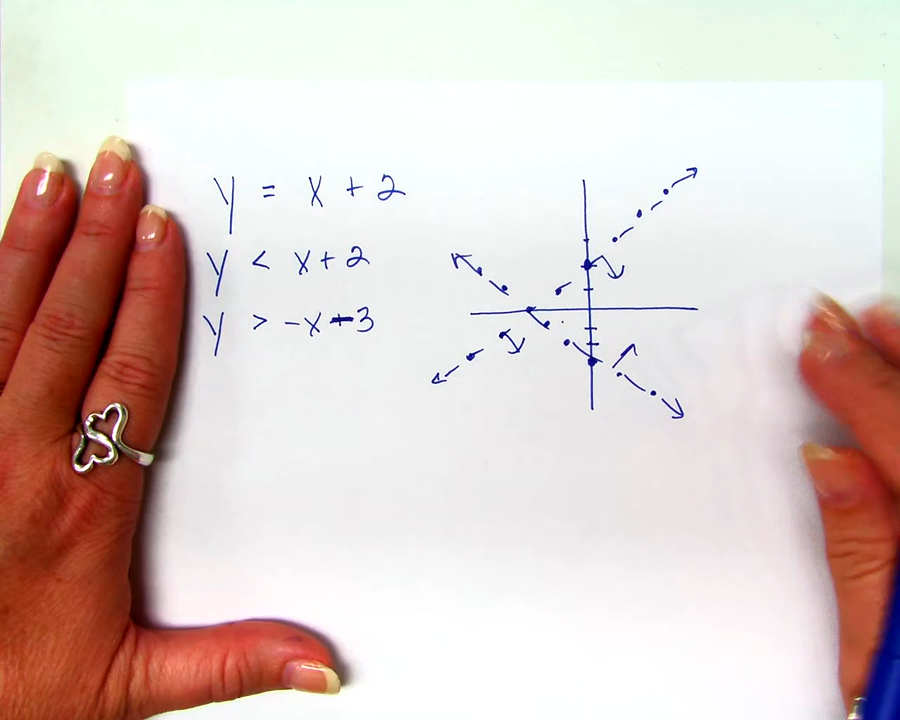 y = x + 2
y < x + 2
y > -x - 3